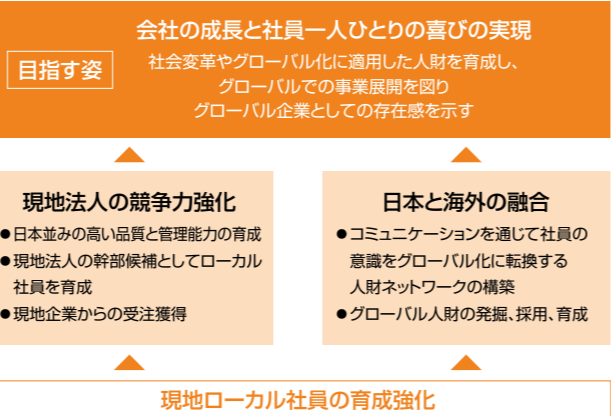 会社の成長と社員一人ひとりの喜びの実現
目指す姿
社会変革やグローバル化に適用した人財を育成し、
グローバルでの事業展開を図り
グローバル企業としての存在感を示す
現地法人の競争力強化
●日本並みの高い品質と管理能力の育成
●現地法人の幹部候補としてローカル
社員を育成
●現地企業からの受注獲得
日本と海外の融合
●コミュニケーションを通じて社員の
意識をグローバル化に転換する
人財ネットワークの構築
●グローバル人財の発掘、採用、育成
現地ローカル社員の育成強化